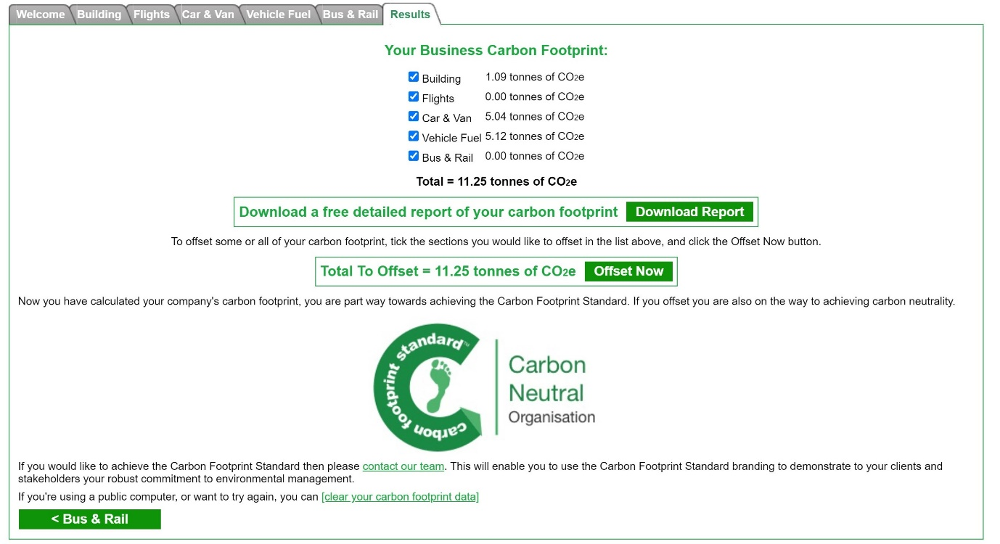 Welcome Building Flights Car & Van Vehicle Fuel Bus & Rail Results
Your Business Carbon Footprint:
Building 1.09 tonnes of CO2e
Flights 0.00 tonnes of CO2e
Car & Van 5.04 tonnes of CO2e
Vehicle Fuel 5.12 tonnes of CO2e
Bus & Rail 0.00 tonnes of CO2e
Total = 11.25 tonnes of CO2e
Download a free detailed report of your carbon footprint Download Report
To offset some or all of your carbon footprint, tick the sections you would like to offset in the list above, and click the Offset Now button.
Total To Offset = 11.25 tonnes of CO2e Offset Now
Now you have calculated your company's carbon footprint, you are part way towards achieving the Carbon Footprint Standard. If you offset you are also on the way to achieving carbon neutrality.
carbon footprint standard™
Carbon
Neutral
Organisation
If you would like to achieve the Carbon Footprint Standard then please contact our team. This will enable you to use the Carbon Footprint Standard branding to demonstrate to your clients and
stakeholders your robust commitment to environmental management.
If you're using a public computer, or want to try again, you can [clear your carbon footprint data]
< Bus & Rail